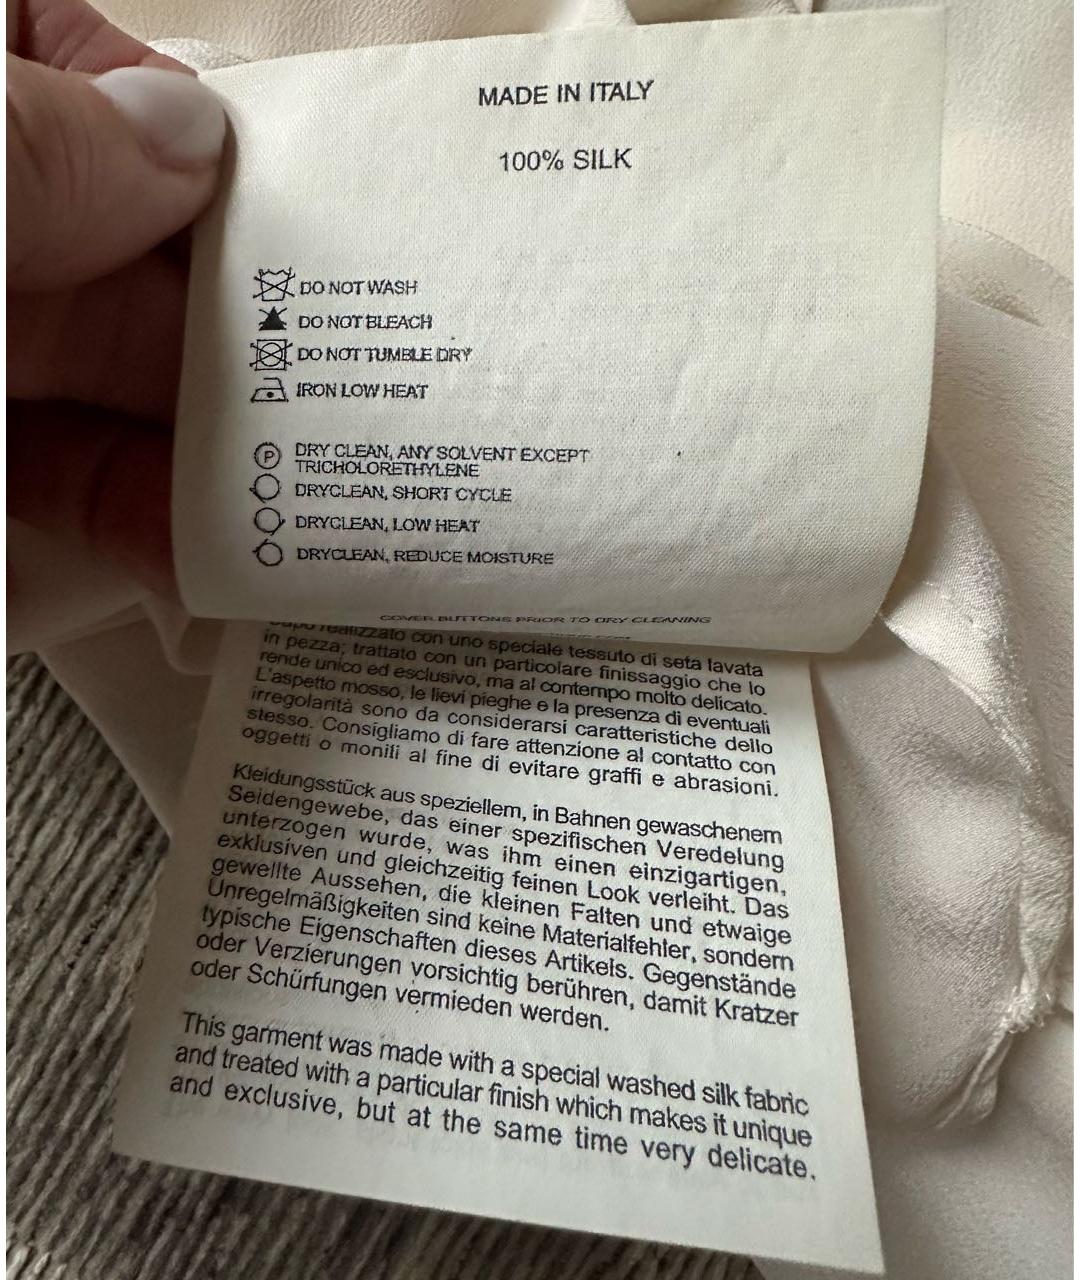 MADE IN ITALY
100% SILK
DO NOT WASH
DO NOT BLEACH
DO NOT TUMBLE DRY
IRON LOW HEAT
P DRY CLEAN, ANY SOLVENT EXCEPT
TRICHOLORETHYLENE
DRYCLEAN, SHORT CYCLE
DRYCLEAN, LOW HEAT
DRYCLEAN, REDUCE MOISTURE
COVER BUTTONS PRIOR TO DRY CLEANING
realizzato con uno speciale tessuto di seta lavata
in pezza; trattato con un particolare finissaggio che lo
rende unico ed esclusivo, ma al contempo molto delicato.
L'aspetto mosso, le lievi pieghe e la presenza di eventuali
irregolarità sono da considerarsi caratteristiche dello
stesso. Consigliamo di fare attenzione al contatto con
oggetti o monili al fine di evitare graffi e abrasioni.
Kleidungsstück aus speziellem, in Bahnen gewaschenem
Seidengewebe, das einer spezifischen Veredelung
unterzogen wurde, was ihm einen einzigartigen,
exklusiven und gleichzeitig feinen Look verleiht. Das
gewellte Aussehen, die kleinen Falten und etwaige
Unregelmäßigkeiten sind keine Materialfehler, sondern
typische Eigenschaften dieses Artikels. Gegenstände
oder Verzierungen vorsichtig berühren, damit Kratzer
oder Schürfungen vermieden werden.
This garment was made with a special washed silk fabric
and treated with a particular finish which makes it unique
and exclusive, but at the same time very delicate.